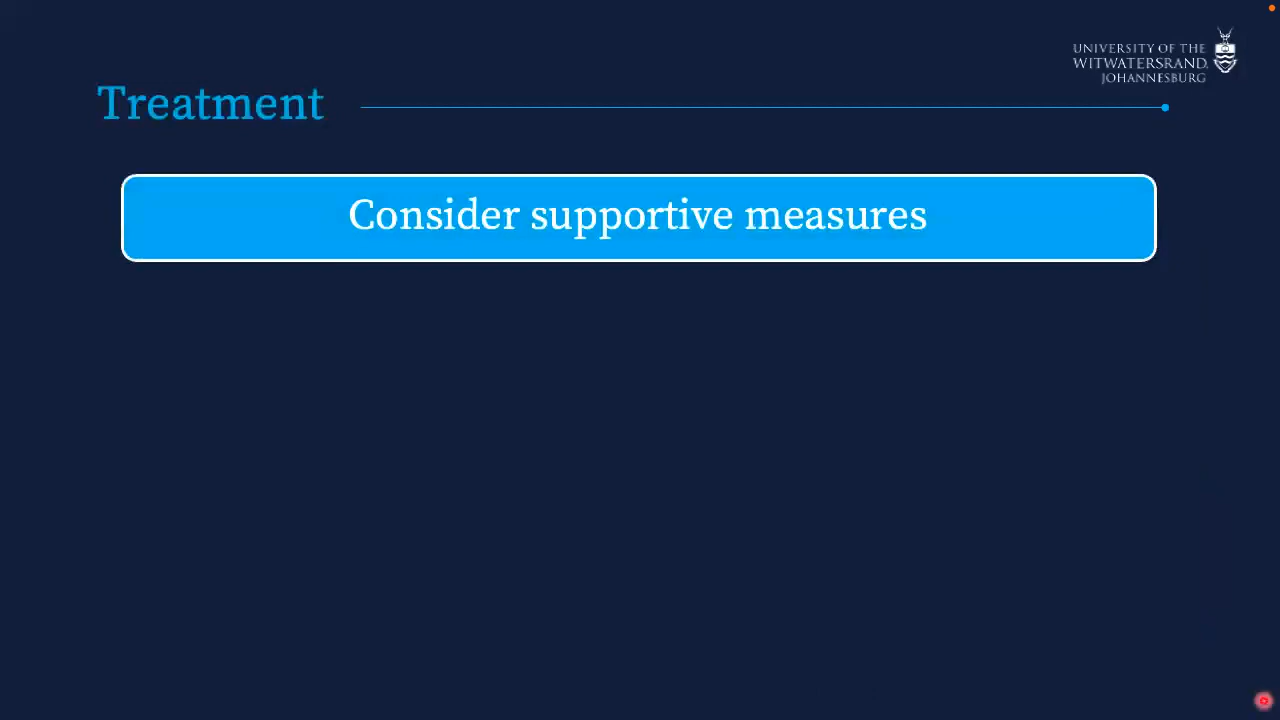 UNIVERSITY OF THE
WITWATERSRAND,
JOHANNESBURG
Treatment
Consider supportive measures